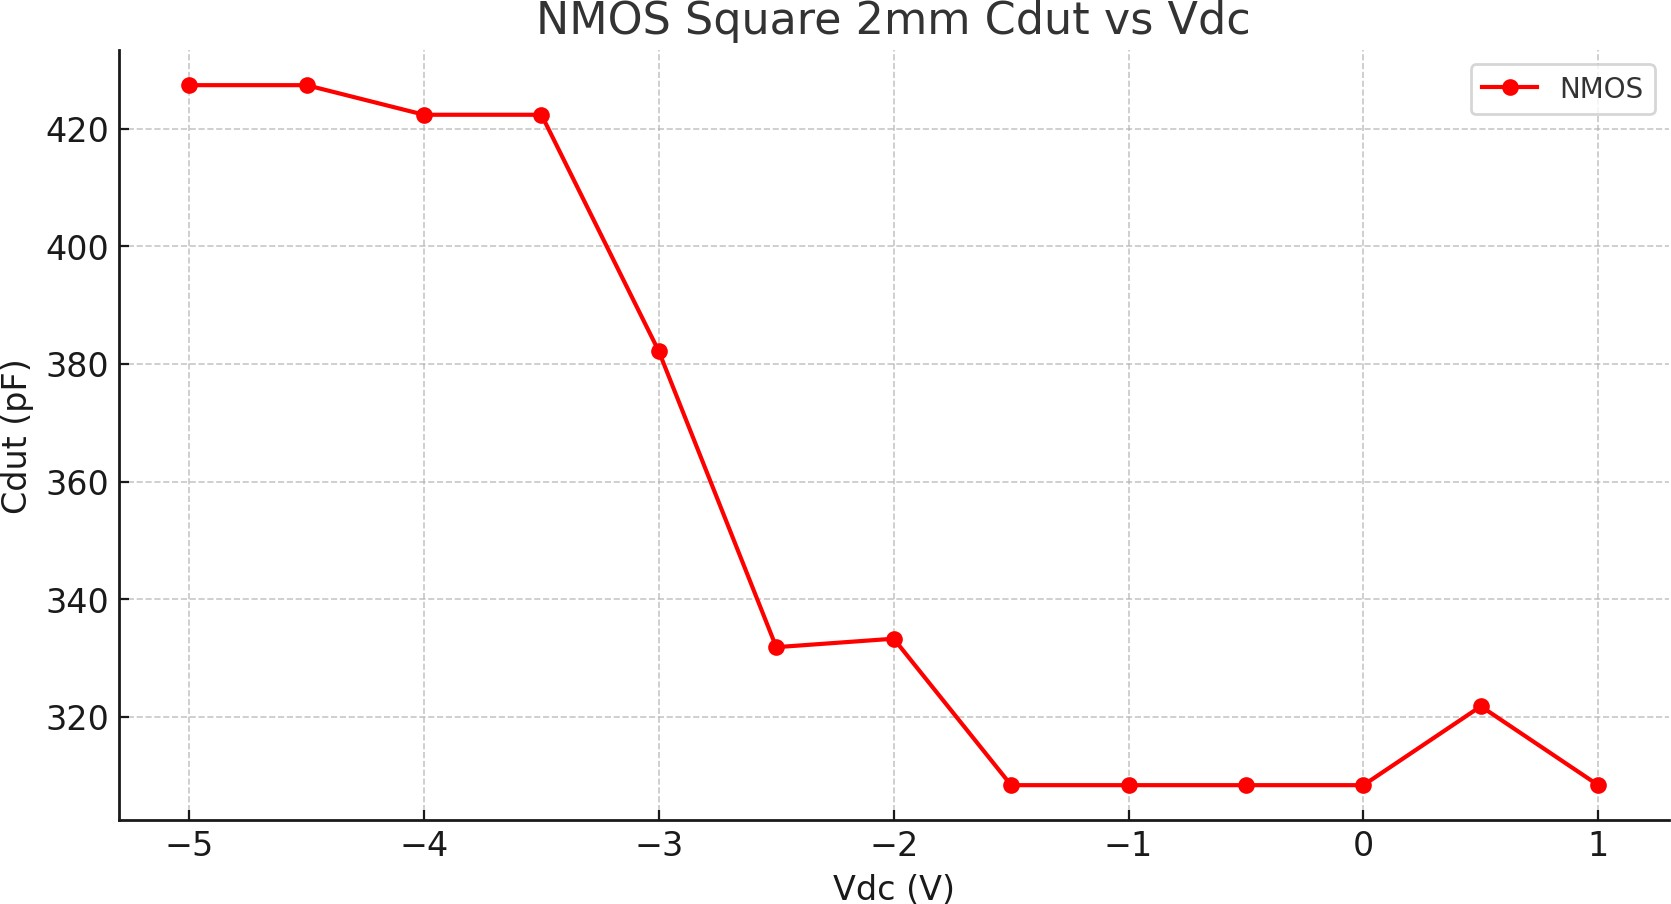 NMOS Square 2mm Cdut vs Vdc
NMOS
420
400
380
360
340
320
Cdut (pF)
−5 −4 −3 −2 −1 0 1
Vdc (V)